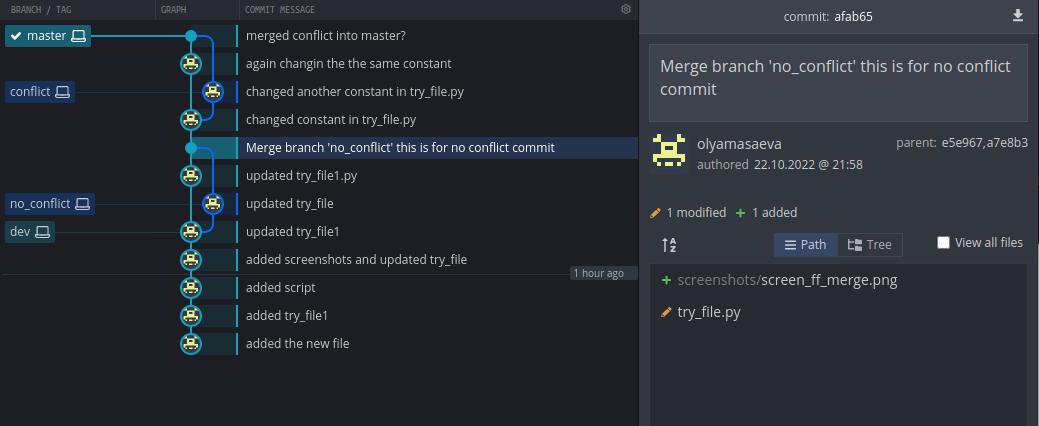 BRANCH / TAG GRAPH COMMIT MESSAGE
master merged conflict into master?
again changin the the same constant
conflict changed another constant in try_file.py
changed constant in try_file.py
Merge branch 'no_conflict' this is for no conflict commit
updated try_file1.py
no_conflict updated try_file
dev updated try_file1
added screenshots and updated try_file
1 hour ago
added script
added try_file1
added the new file
commit: afab65
Merge branch 'no_conflict' this is for no conflict
commit
olyamasaeva parent: e5e967,a7e8b3
authored 22.10.2022 @ 21:58
1 modified + 1 added
AZ Path Tree View all files
+ screenshots/screen_ff_merge.png
try_file.py